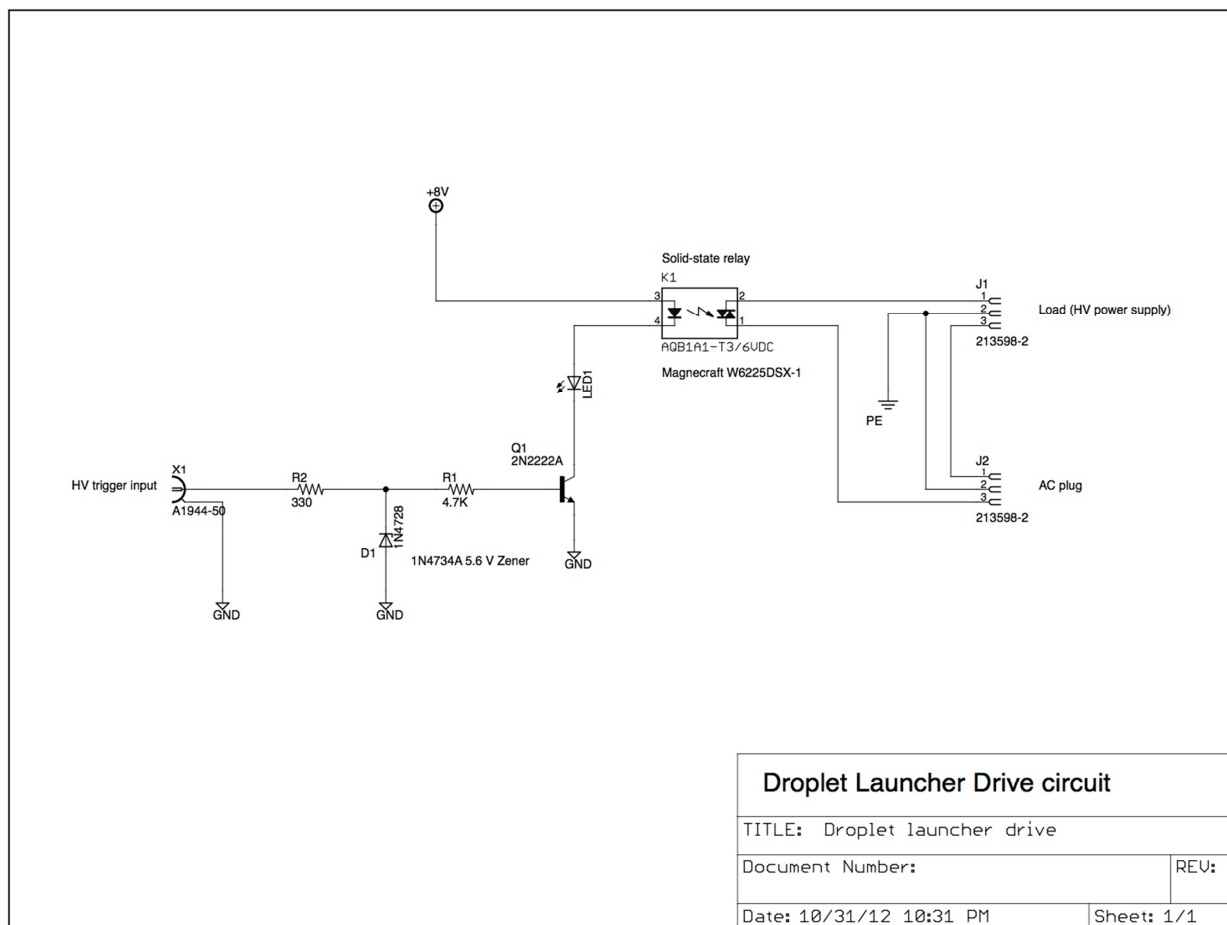 +8V
Solid-state relay
K1
3
2
4
1
AQB1A1-T3/6VDC
Magnecraft W6225DSX-1
J1
1
2
3
Load (HV power supply)
213598-2
PE
LED1
Q1
2N2222A
X1
HV trigger input
A1944-50
R2
330
R1
4.7K
1N4728
D1
1N4734A 5.6 V Zener
GND
GND
GND
J2
1
2
3
AC plug
213598-2
Droplet Launcher Drive circuit
TITLE: Droplet launcher drive
Document Number:
REV:
Date: 10/31/12 10:31 PM
Sheet: 1/1